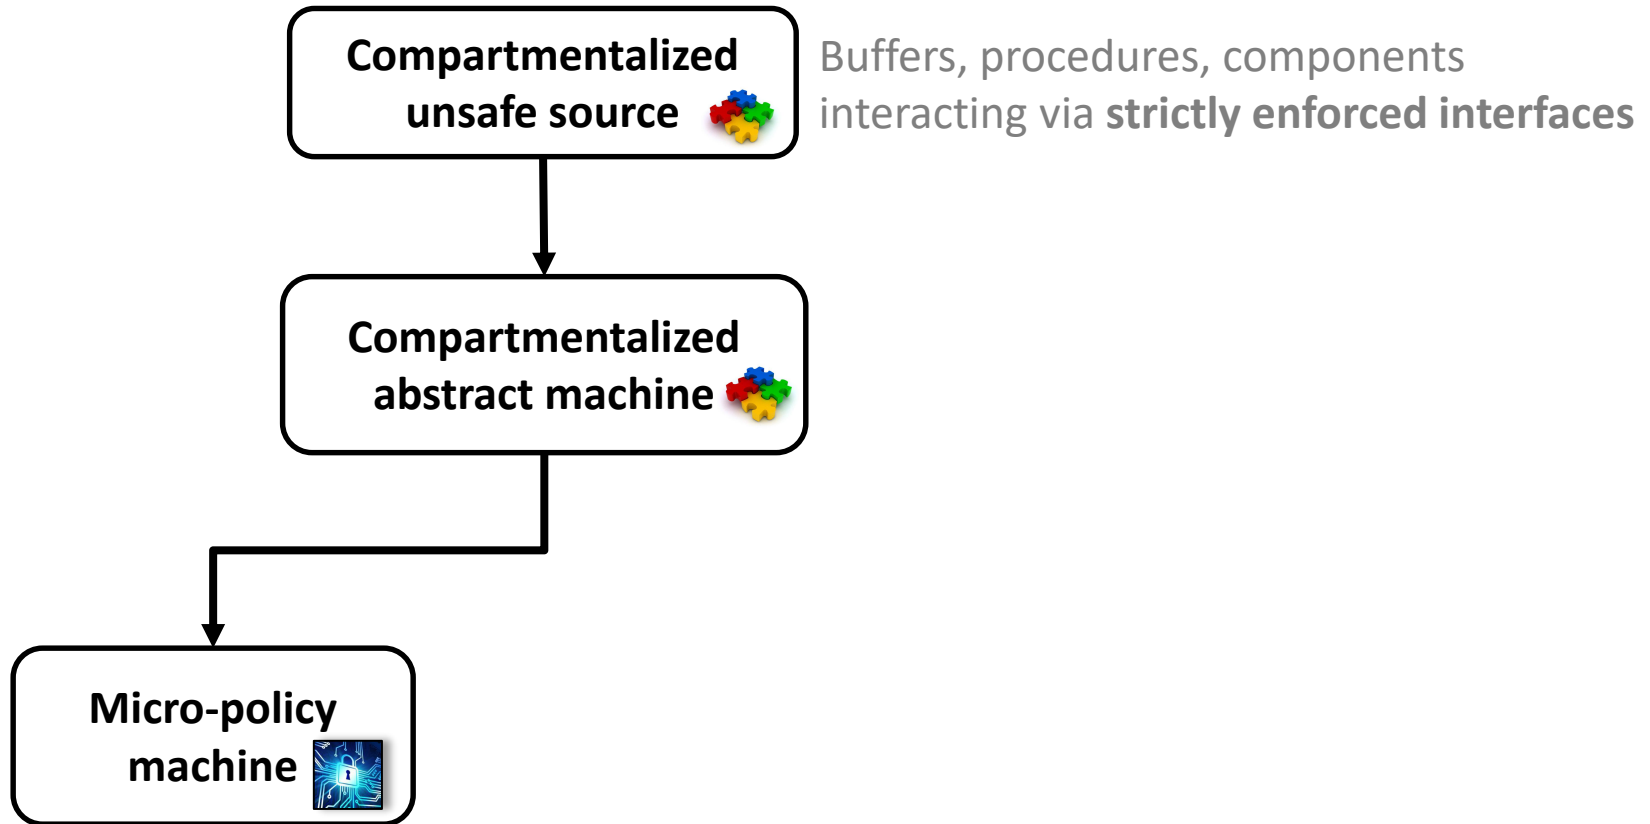 Compartmentalized
unsafe source
Buffers, procedures, components
interacting via strictly enforced interfaces
Compartmentalized
abstract machine
Micro-policy
machine